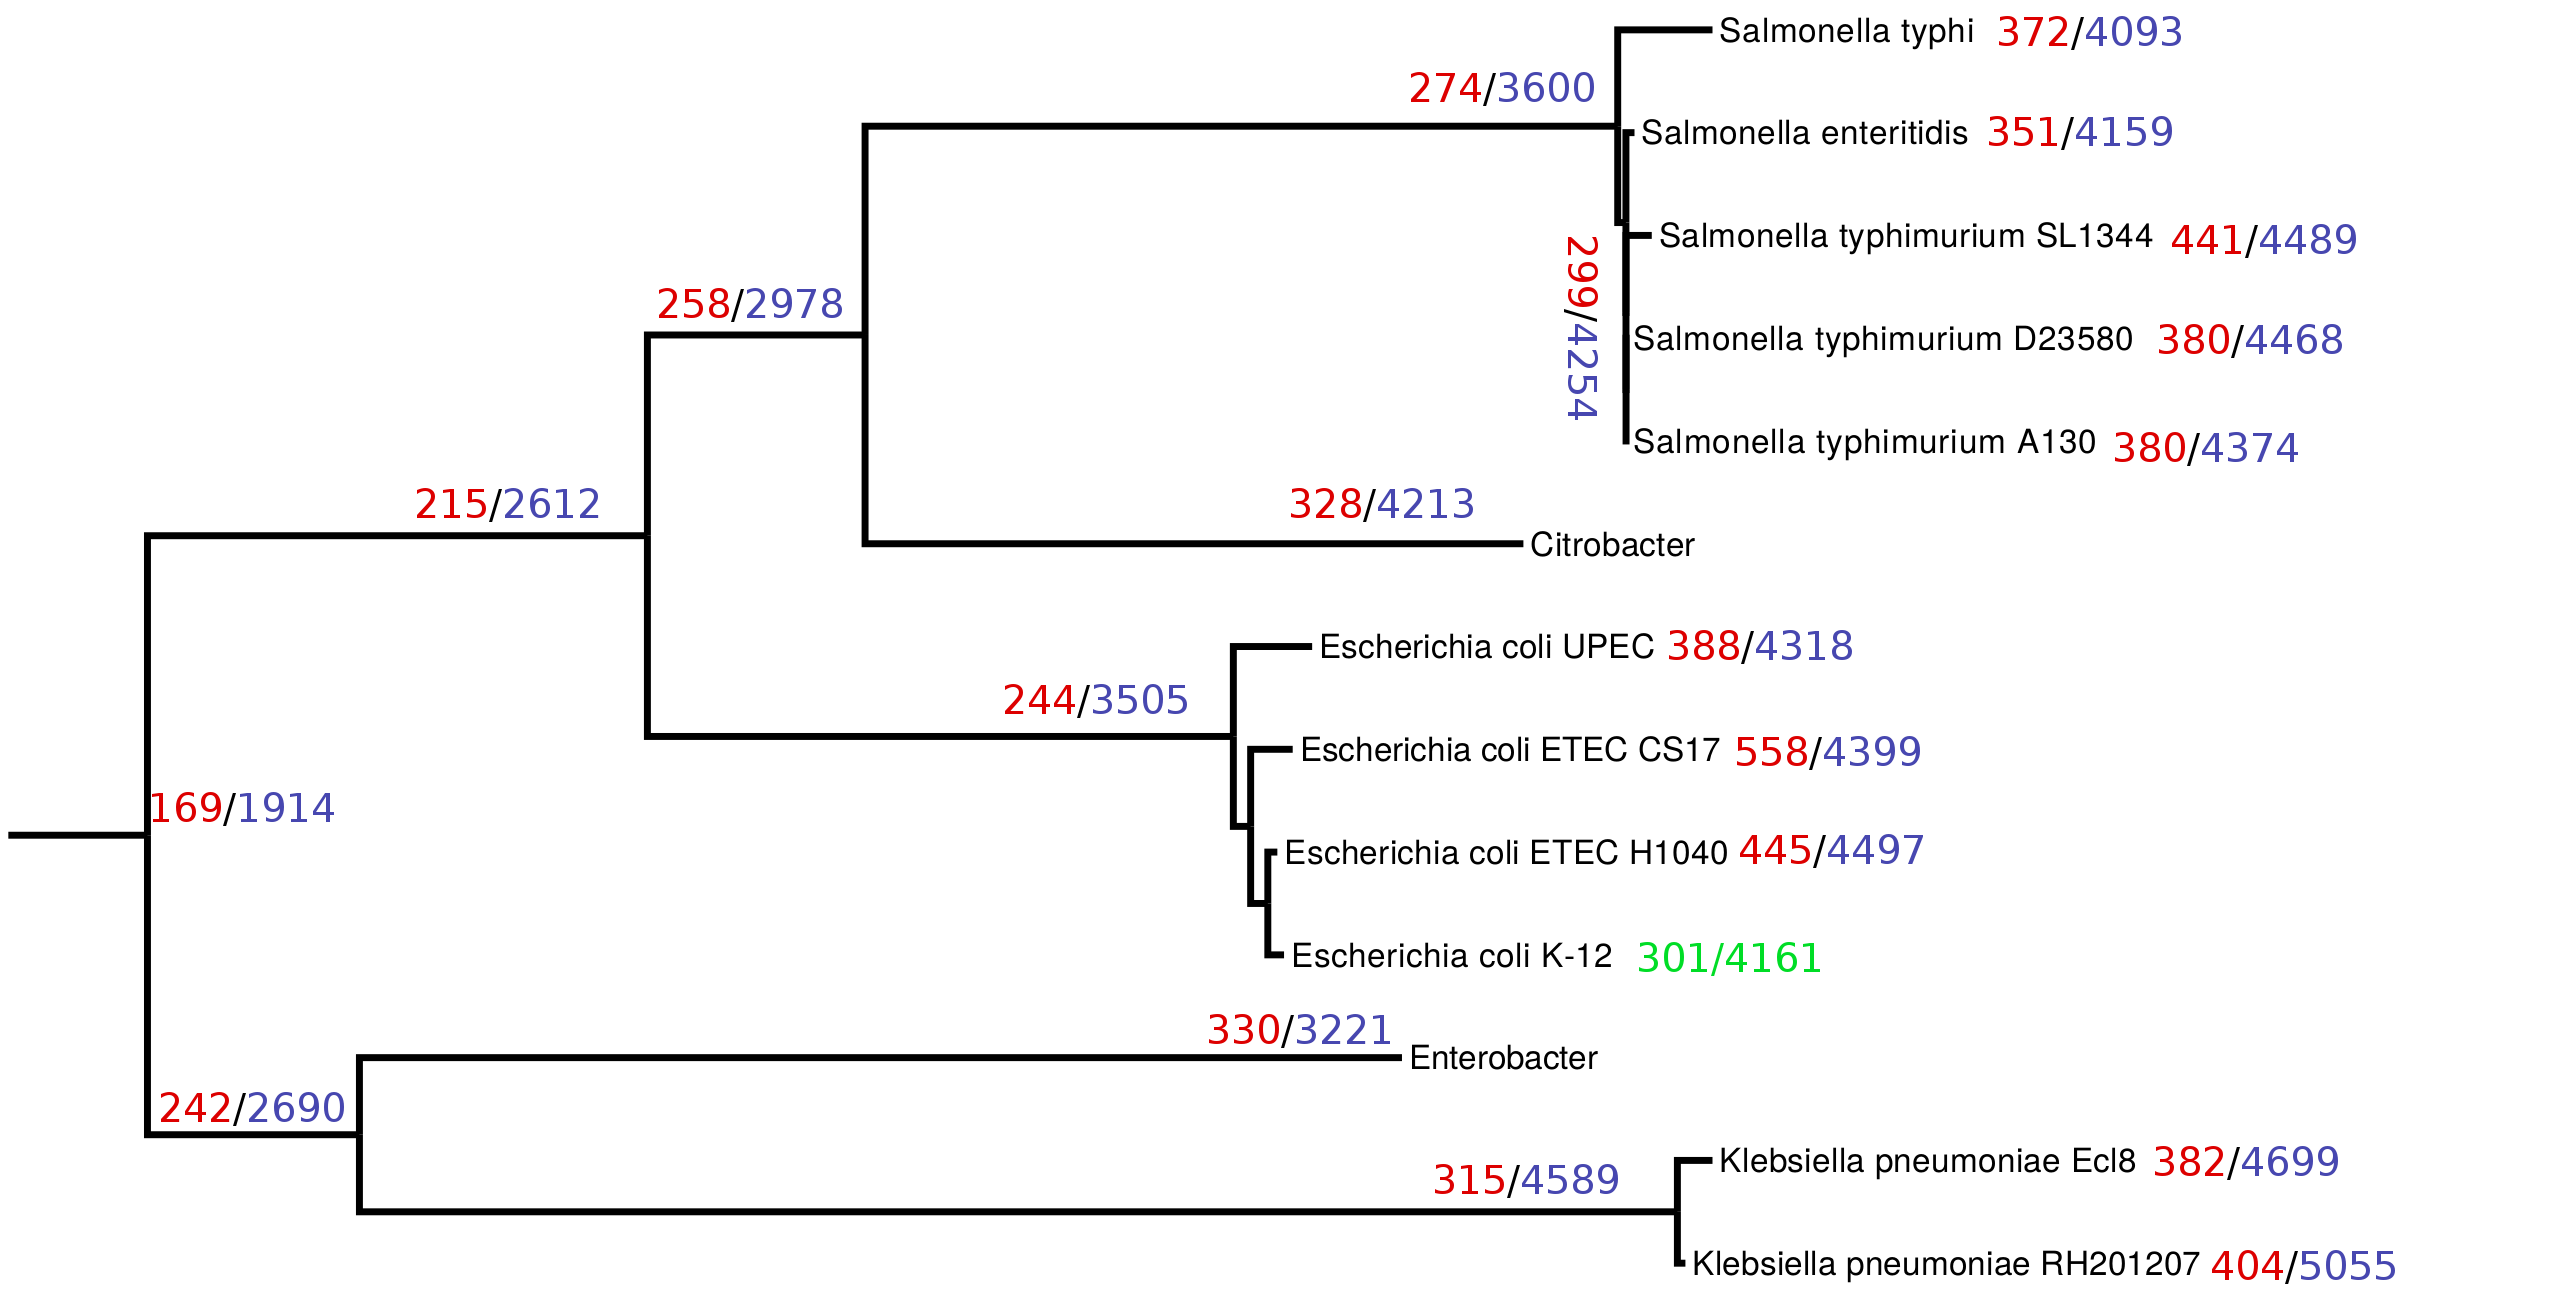 Salmonella typhi 372/4093
274/3600
Salmonella enteritidis 351/4159
Salmonella typhimurium SL1344 441/4489
299/4254
258/2978
Salmonella typhimurium D23580 380/4468
Salmonella typhimurium A130 380/4374
215/2612
328/4213
Citrobacter
Escherichia coli UPEC 388/4318
244/3505
Escherichia coli ETEC CS17 558/4399
169/1914
Escherichia coli ETEC H1040 445/4497
Escherichia coli K-12 301/4161
330/3221
Enterobacter
242/2690
Klebsiella pneumoniae Ecl8 382/4699
315/4589
Klebsiella pneumoniae RH201207 404/5055